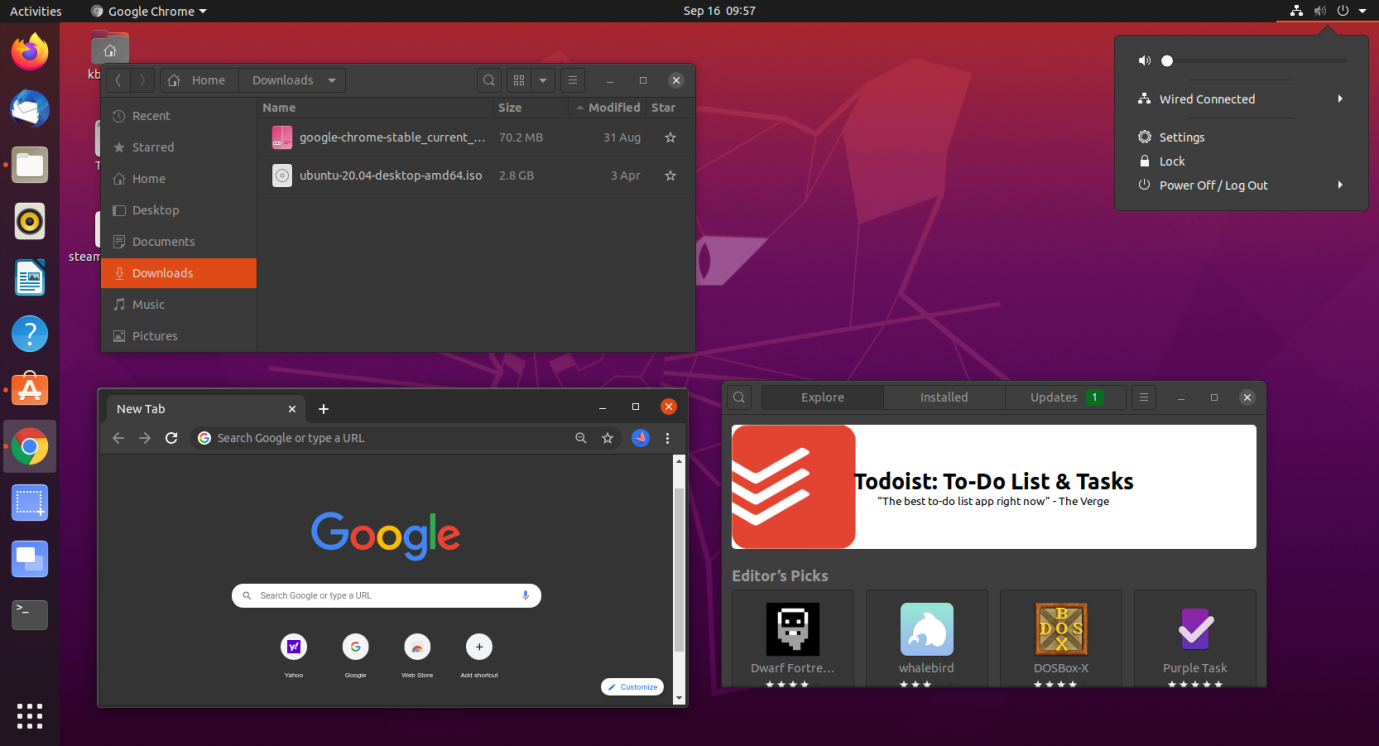 Activities
Google Chrome
Sep 16 09:57
Home
Downloads
Name
Size
Modified
Star
Recent
Starred
Home
Desktop
Documents
Downloads
Music
Pictures
google-chrome-stable_current_...
70.2 MB
31 Aug
ubuntu-20.04-desktop-amd64.iso
2.8 GB
3 Apr
kb
T
steam
Wired Connected
Settings
Lock
Power Off / Log Out
New Tab
Search Google or type a URL
Google
Search Google or type a URL
Yahoo
Google
Web Store
Add shortcut
Customize
Explore
Installed
Updates 1
Todoist: To-Do List & Tasks
"The best to-do list app right now" - The Verge
Editor's Picks
BOX
DOS
Dwarf Fortre...
whalebird
DOSBox-X
Purple Task